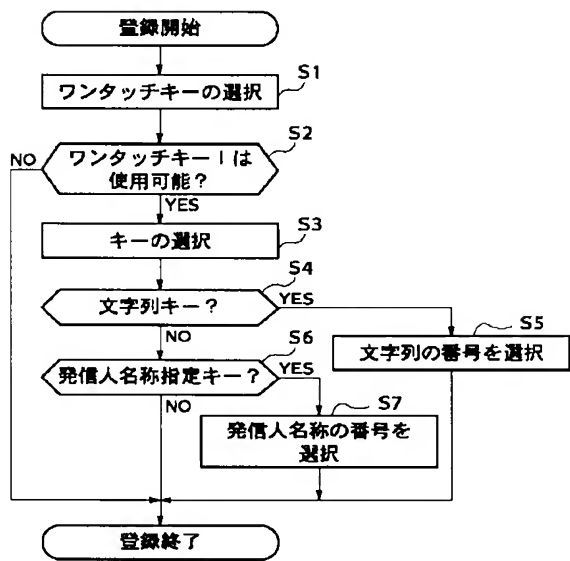 登録開始
S1
ワンタッチキーの選択
S2
NO
ワンタッチキーIは
使用可能？
YES
S3
キーの選択
S4
文字列キー？
YES
NO
S5
文字列の番号を選択
S6
発信人名称指定キー？
YES
NO
S7
発信人名称の番号を
選択
登録終了